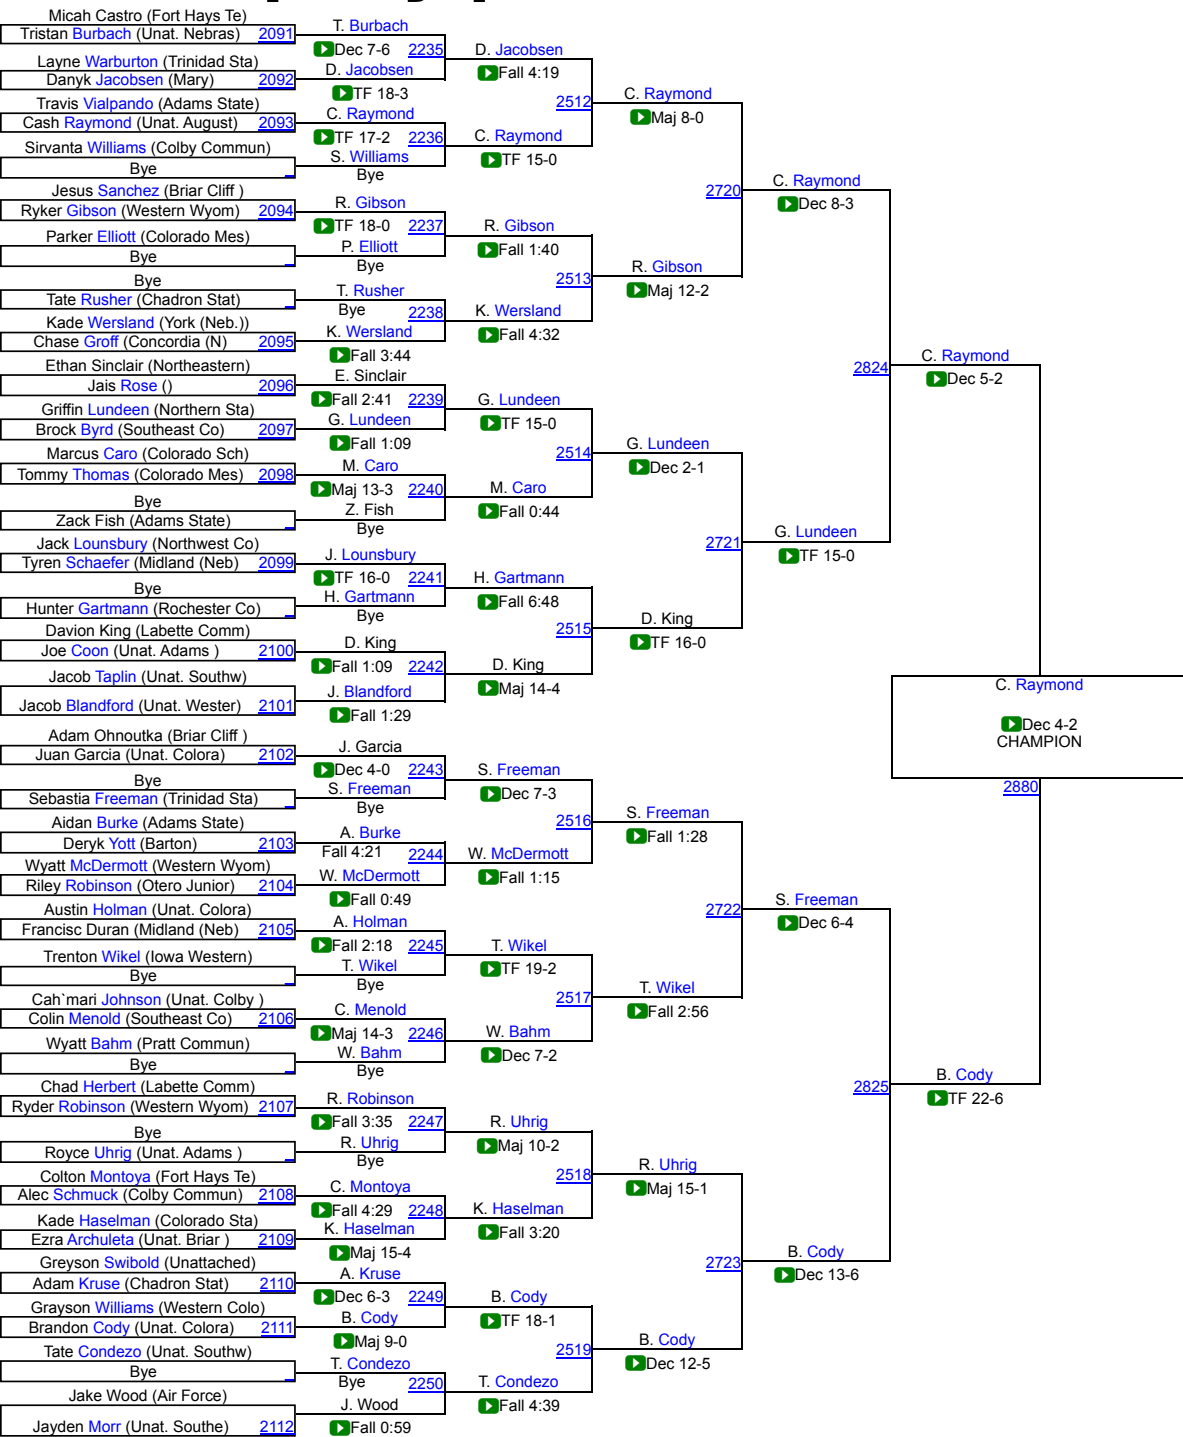 Micah Castro (Fort Hays Te)
Tristan Burbach (Unat. Nebras) 2091
Layne Warburton (Trinidad Sta)
Danyk Jacobsen (Mary) 2092
Travis Vialpando (Adams State)
Cash Raymond (Unat. August) 2093
Sirvanta Williams (Colby Commun)
Bye
Jesus Sanchez (Briar Cliff )
Ryker Gibson (Western Wyom) 2094
Parker Elliott (Colorado Mes)
Bye
Bye
Tate Rusher (Chadron Stat)
Kade Wersland (York (Neb.))
Chase Groff (Concordia (N) 2095
Ethan Sinclair (Northeastern)
Jais Rose () 2096
Griffin Lundeen (Northern Sta)
Brock Byrd (Southeast Co) 2097
Marcus Caro (Colorado Sch)
Tommy Thomas (Colorado Mes) 2098
Bye
Zack Fish (Adams State)
Jack Lounsbury (Northwest Co)
Tyren Schaefer (Midland (Neb) 2099
Bye
Hunter Gartmann (Rochester Co)
Davion King (Labette Comm)
Joe Coon (Unat. Adams ) 2100
Jacob Taplin (Unat. Southw)
Jacob Blandford (Unat. Wester) 2101
Adam Ohnoutka (Briar Cliff )
Juan Garcia (Unat. Colora) 2102
Bye
Sebastia Freeman (Trinidad Sta)
Aidan Burke (Adams State)
Deryk Yott (Barton) 2103
Wyatt McDermott (Western Wyom)
Riley Robinson (Otero Junior) 2104
Austin Holman (Unat. Colora)
Francisc Duran (Midland (Neb) 2105
Trenton Wikel (Iowa Western)
Bye
Cah`mari Johnson (Unat. Colby )
Colin Menold (Southeast Co) 2106
Wyatt Bahm (Pratt Commun)
Bye
Chad Herbert (Labette Comm)
Ryder Robinson (Western Wyom) 2107
Bye
Royce Uhrig (Unat. Adams )
Colton Montoya (Fort Hays Te)
Alec Schmuck (Colby Commun) 2108
Kade Haselman (Colorado Sta)
Ezra Archuleta (Unat. Briar ) 2109
Greyson Swibold (Unattached)
Adam Kruse (Chadron Stat) 2110
Grayson Williams (Western Colo)
Brandon Cody (Unat. Colora) 2111
Tate Condezo (Unat. Southw)
Bye
Jake Wood (Air Force)
Jayden Morr (Unat. Southe) 2112
T. Burbach
Dec 7-6 2235
D. Jacobsen
TF 18-3
C. Raymond
TF 17-2 2236
S. Williams
Bye
R. Gibson
TF 18-0 2237
P. Elliott
Bye
T. Rusher
Bye 2238
K. Wersland
Fall 3:44
E. Sinclair
Fall 2:41 2239
G. Lundeen
Fall 1:09
M. Caro
Maj 13-3 2240
Z. Fish
Bye
J. Lounsbury
TF 16-0 2241
H. Gartmann
Bye
D. King
Fall 1:09 2242
J. Blandford
Fall 1:29
J. Garcia
Dec 4-0 2243
S. Freeman
Bye
A. Burke
Fall 4:21 2244
W. McDermott
Fall 0:49
A. Holman
Fall 2:18 2245
T. Wikel
Bye
C. Menold
Maj 14-3 2246
W. Bahm
Bye
R. Robinson
Fall 3:35 2247
R. Uhrig
Bye
C. Montoya
Fall 4:29 2248
K. Haselman
Maj 15-4
A. Kruse
Dec 6-3 2249
B. Cody
Maj 9-0
T. Condezo
Bye 2250
J. Wood
Fall 0:59
D. Jacobsen
Fall 4:19
2512
C. Raymond
TF 15-0
R. Gibson
Fall 1:40
2513
K. Wersland
Fall 4:32
G. Lundeen
TF 15-0
2514
M. Caro
Fall 0:44
H. Gartmann
Fall 6:48
2515
D. King
Maj 14-4
S. Freeman
Dec 7-3
2516
W. McDermott
Fall 1:15
T. Wikel
TF 19-2
2517
W. Bahm
Dec 7-2
R. Uhrig
Maj 10-2
2518
K. Haselman
Fall 3:20
B. Cody
TF 18-1
2519
T. Condezo
Fall 4:39
C. Raymond
Maj 8-0
2720
R. Gibson
Maj 12-2
G. Lundeen
Dec 2-1
2721
D. King
TF 16-0
S. Freeman
Fall 1:28
2722
T. Wikel
Fall 2:56
R. Uhrig
Maj 15-1
2723
B. Cody
Dec 12-5
C. Raymond
Dec 8-3
2824
G. Lundeen
TF 15-0
S. Freeman
Dec 6-4
2825
B. Cody
Dec 13-6
C. Raymond
Dec 5-2
C. Raymond
Dec 4-2
CHAMPION
2880
B. Cody
TF 22-6